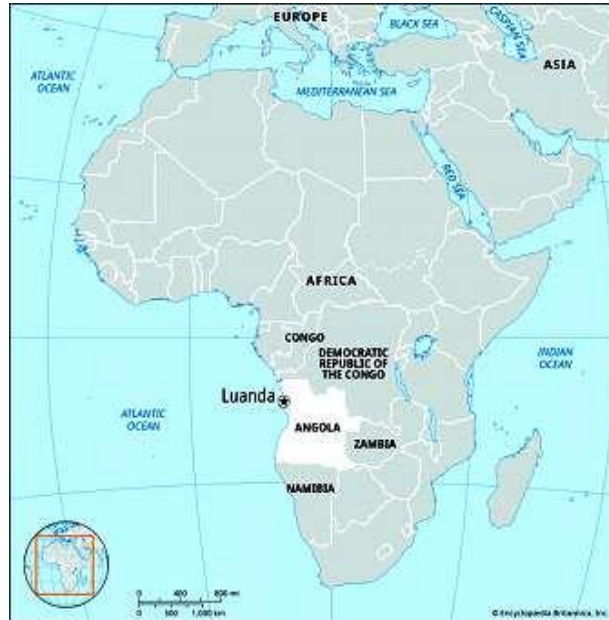 EUROPE
BLACK SEA
CASPIAN SEA
ATLANTIC
OCEAN
ASIA
MEDITERRANEAN SEA
RED SEA
AFRICA
CONGO
DEMOCRATIC
REPUBLIC OF
THE CONGO
INDIAN
OCEAN
Luanda
ATLANTIC
OCEAN
ANGOLA
ZAMBIA
NAMIBIA
0 400 800 mi
0 500 1,000 km
© Encyclopædia Britannica, Inc.